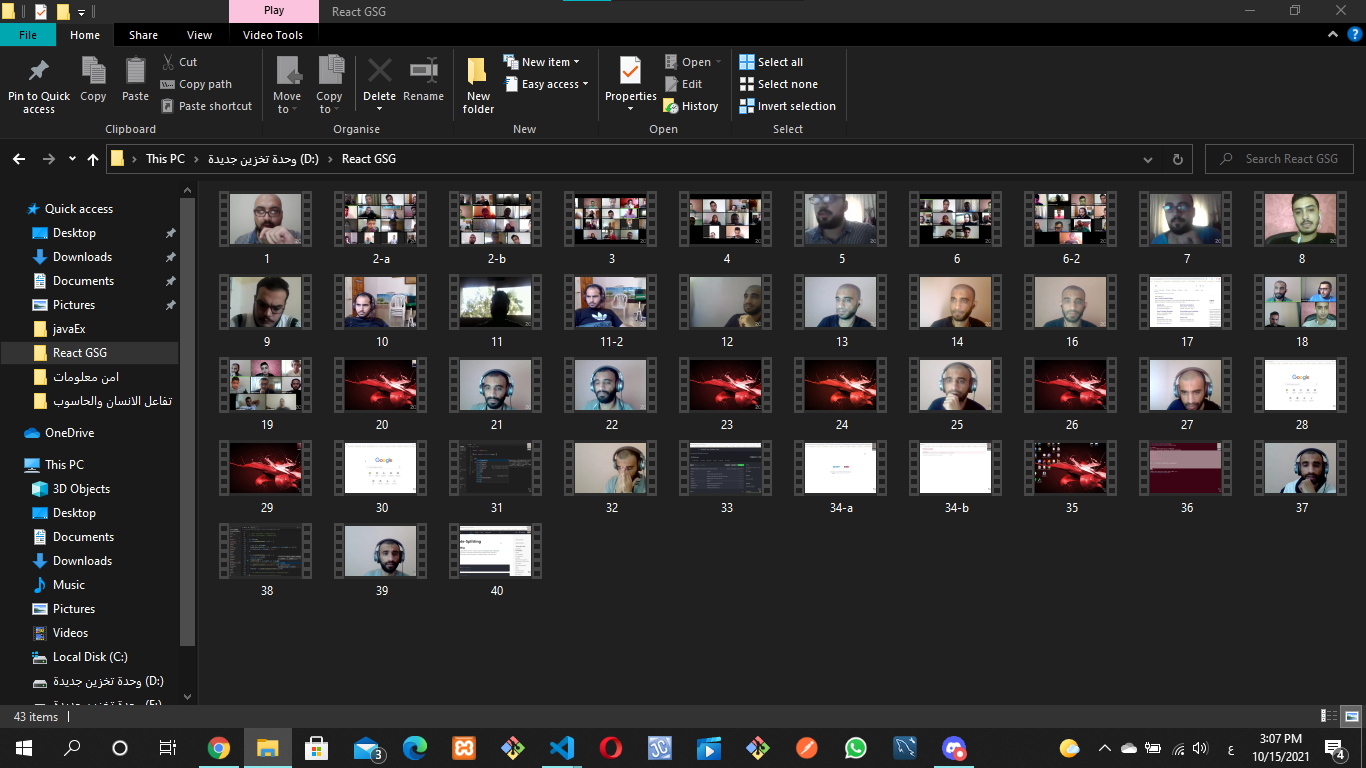 Play
React GSG
File
Home
Share
View
Video Tools
Pin to Quick access
Copy
Paste
Cut
Copy path
Paste shortcut
Clipboard
Move to
Copy to
Delete
Rename
Organise
New folder
New item
Easy access
New
Properties
Open
Edit
History
Open
Select all
Select none
Invert selection
Select
This PC
وحدة تخزين جديدة (D:)
React GSG
Search React GSG
Quick access
Desktop
Downloads
Documents
Pictures
javaEx
React GSG
امن معلومات
تفاعل الانسان والحاسوب
OneDrive
This PC
3D Objects
Desktop
Documents
Downloads
Music
Pictures
Videos
Local Disk (C:)
وحدة تخزين جديدة (D:)
1 2-a 2-b 3 4 5 6 6-2 7 8
9 10 11 11-2 12 13 14 16 17 18
19 20 21 22 23 24 25 26 27 28
29 30 31 32 33 34-a 34-b 35 36 37
38 39 40
43 items
3
ع
3:07 PM
10/15/2021
4